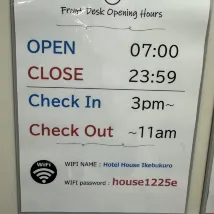 Front Desk Opening Hours
OPEN 07:00
CLOSE 23:59
Check In 3pm~
Check Out ~11am
WiFi
WIFI NAME : Hotel House Ikebukuro
WIFI password : house1225e